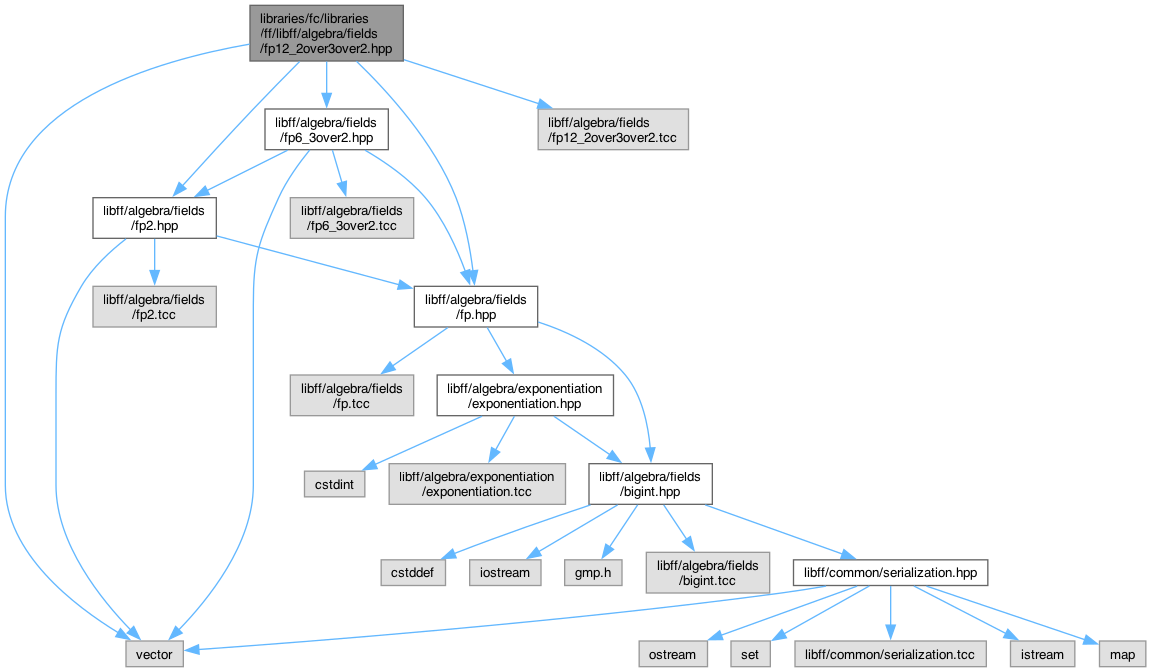 libraries/fc/libraries
/ff/libff/algebra/fields
/fp12_2over3over2.hpp
libff/algebra/fields
/fp6_3over2.hpp
libff/algebra/fields
/fp12_2over3over2.tcc
libff/algebra/fields
/fp2.hpp
libff/algebra/fields
/fp6_3over2.tcc
libff/algebra/fields
/fp2.tcc
libff/algebra/fields
/fp.hpp
libff/algebra/fields
/fp.tcc
libff/algebra/exponentiation
/exponentiation.hpp
cstdint
libff/algebra/exponentiation
/exponentiation.tcc
libff/algebra/fields
/bigint.hpp
cstddef
iostream
gmp.h
libff/algebra/fields
/bigint.tcc
libff/common/serialization.hpp
vector
ostream
set
libff/common/serialization.tcc
istream
map